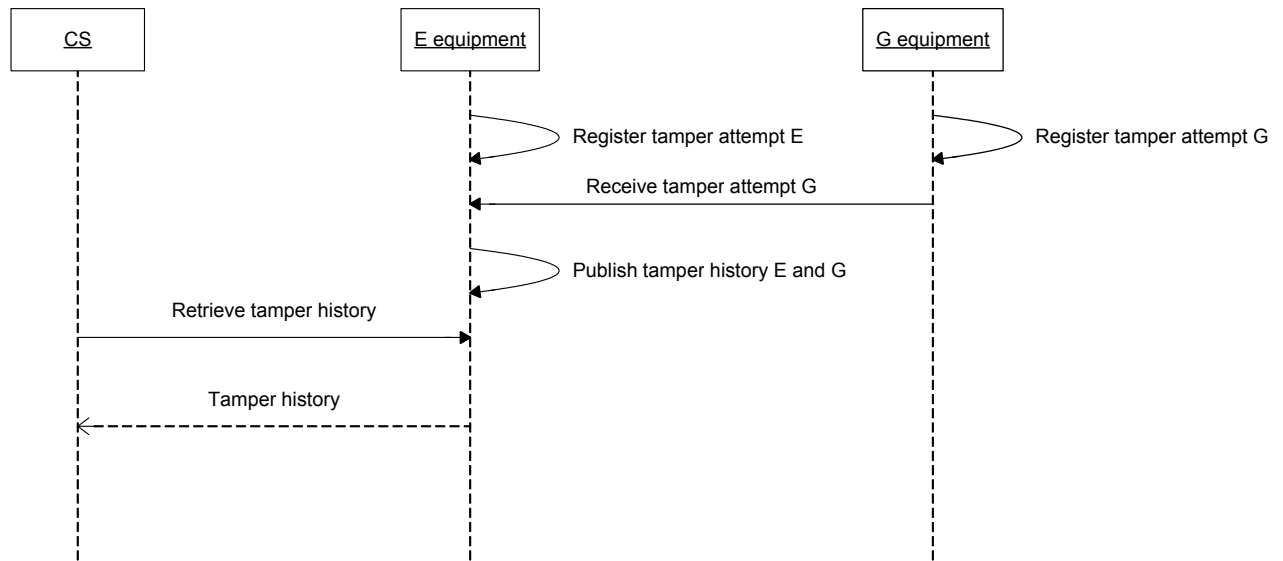 CS
E equipment
G equipment
Register tamper attempt E
Register tamper attempt G
Receive tamper attempt G
Publish tamper history E and G
Retrieve tamper history
Tamper history